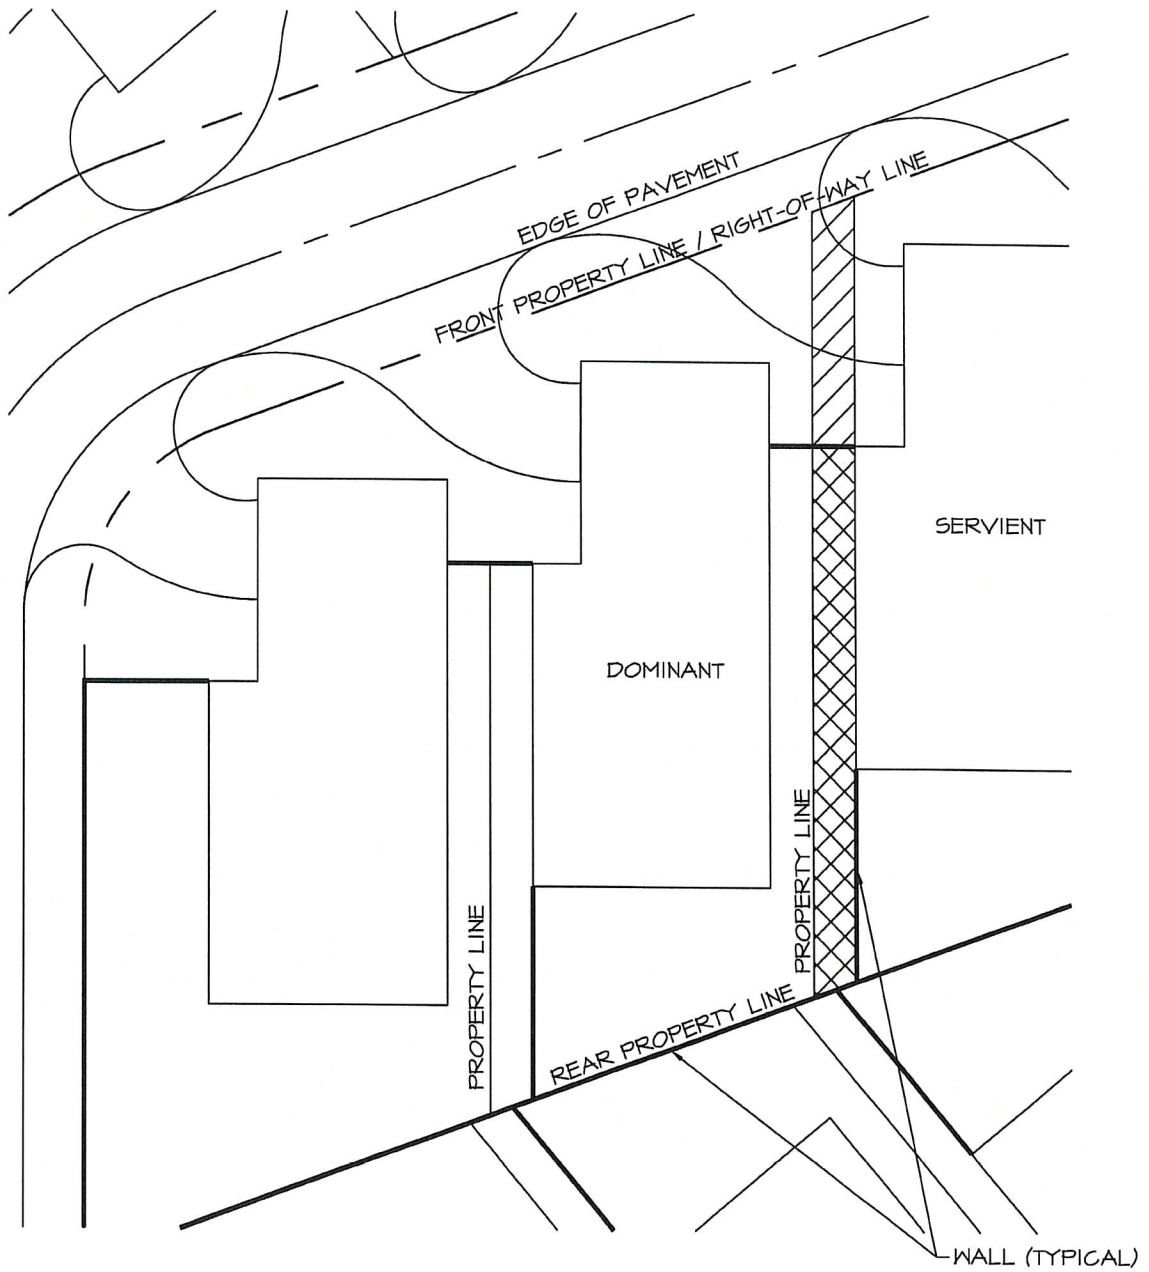 EDGE OF PAVEMENT
FRONT PROPERTY LINE / RIGHT-OF-WAY LINE
SERVIENT
DOMINANT
PROPERTY LINE
PROPERTY LINE
REAR PROPERTY LINE
WALL (TYPICAL)